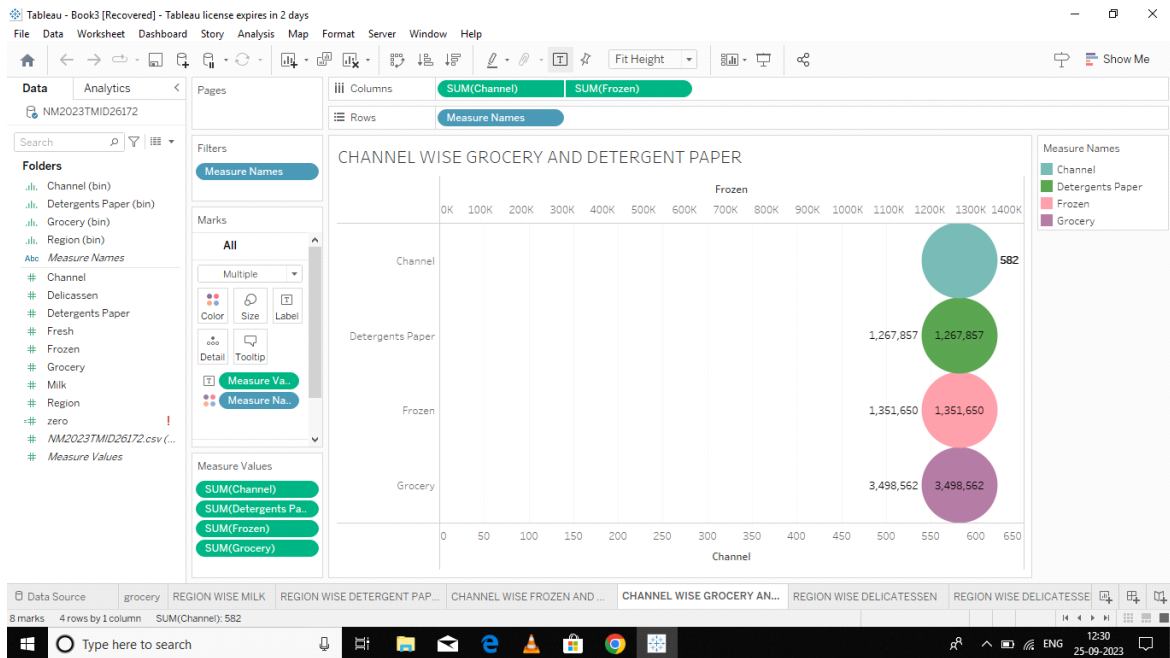 Tableau - Book3 [Recovered] - Tableau license expires in 2 days
File Data Worksheet Dashboard Story Analysis Map Format Server Window Help
Fit Height
Show Me
Data Analytics
NM2023TMID26172
Search
Folders
Channel (bin)
Detergents Paper (bin)
Grocery (bin)
Region (bin)
Abc Measure Names
Channel
Delicassen
Detergents Paper
Fresh
Frozen
Grocery
Milk
Region
zero !
NM2023TMID26172.csv (...
Measure Values
Pages
Filters
Measure Names
Marks
All
Multiple
Color Size Label
Detail Tooltip
Measure Va..
Measure Na..
Measure Values
SUM(Channel)
SUM(Detergents Pa..
SUM(Frozen)
SUM(Grocery)
Columns SUM(Channel) SUM(Frozen)
Rows Measure Names
CHANNEL WISE GROCERY AND DETERGENT PAPER
Frozen
0K 100K 200K 300K 400K 500K 600K 700K 800K 900K 1000K 1100K 1200K 1300K 1400K
Channel 582
Detergents Paper 1,267,857 1,267,857
Frozen 1,351,650 1,351,650
Grocery 3,498,562 3,498,562
0 50 100 150 200 250 300 350 400 450 500 550 600 650
Channel
Measure Names
Channel
Detergents Paper
Frozen
Grocery
Data Source grocery REGION WISE MILK REGION WISE DETERGENT PAP... CHANNEL WISE FROZEN AND ... CHANNEL WISE GROCERY AN... REGION WISE DELICATESSEN REGION WISE DELICATESSE
8 marks 4 rows by 1 column SUM(Channel): 582
Type here to search
ENG
12:30
25-09-2023